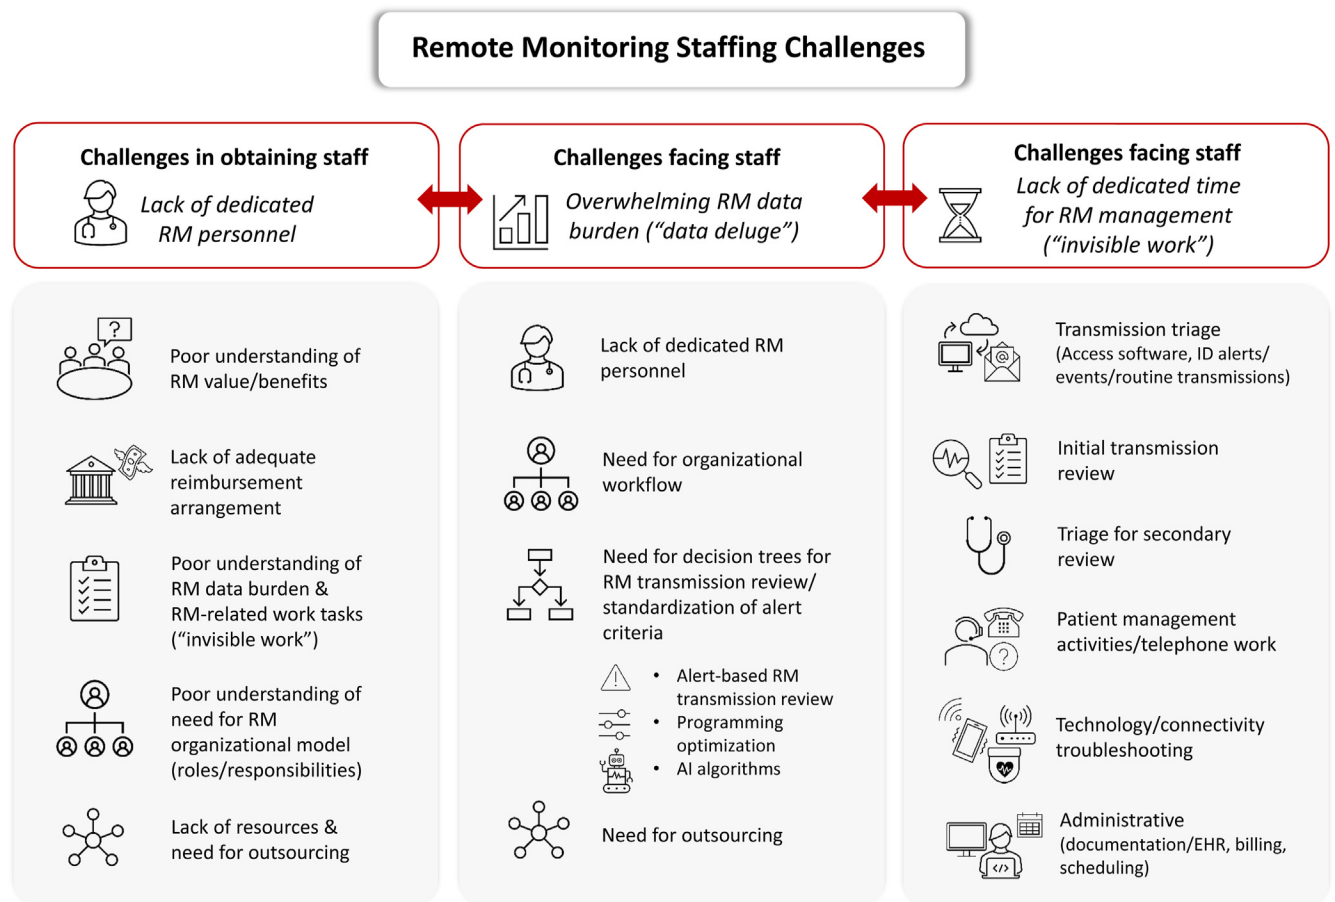 Remote Monitoring Staffing Challenges
Challenges in obtaining staff
Lack of dedicated
RM personnel
?
Poor understanding of
RM value/benefits
Lack of adequate
reimbursement
arrangement
Poor understanding of
RM data burden &
RM-related work tasks
(“invisible work”)
Poor understanding of
need for RM
organizational model
(roles/responsibilities)
Lack of resources &
need for outsourcing
Challenges facing staff
Overwhelming RM data
burden (“data deluge”)
Lack of dedicated RM
personnel
Need for organizational
workflow
Need for decision trees for
RM transmission review/
standardization of alert
criteria
• Alert-based RM
transmission review
• Programming
optimization
• AI algorithms
Need for outsourcing
Challenges facing staff
Lack of dedicated time
for RM management
(“invisible work”)
@
Transmission triage
(Access software, ID alerts/
events/routine transmissions)
Initial transmission
review
Triage for secondary
review
?
Patient management
activities/telephone work
Technology/connectivity
troubleshooting
</>
Administrative
(documentation/EHR, billing,
scheduling)